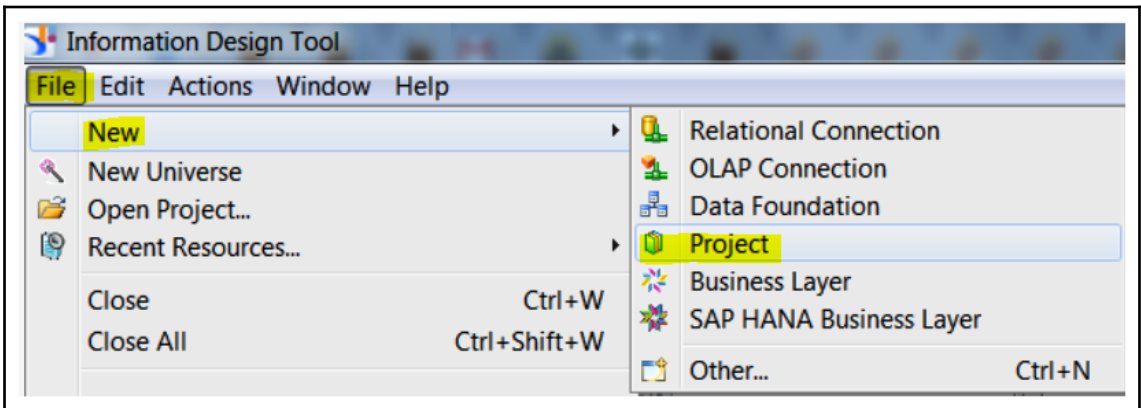 Information Design Tool
File Edit Actions Window Help
New
New Universe
Open Project...
Recent Resources...
Close Ctrl+W
Close All Ctrl+Shift+W
Relational Connection
OLAP Connection
Data Foundation
Project
Business Layer
SAP HANA Business Layer
Other... Ctrl+N